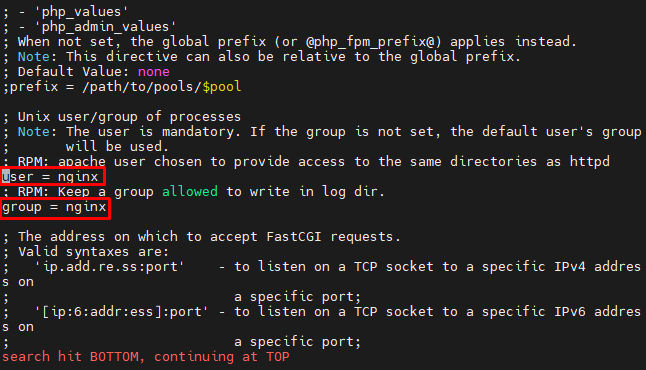 ; - 'php_values'
; - 'php_admin_values'
; When not set, the global prefix (or @php_fpm_prefix@) applies instead.
; Note: This directive can also be relative to the global prefix.
; Default Value: none
;prefix = /path/to/pools/$pool

; Unix user/group of processes
; Note: The user is mandatory. If the group is not set, the default user's group
;       will be used.
; RPM: apache user chosen to provide access to the same directories as httpd
user = nginx
; RPM: Keep a group allowed to write in log dir.
group = nginx

; The address on which to accept FastCGI requests.
; Valid syntaxes are:
;   'ip.add.re.ss:port'    - to listen on a TCP socket to a specific IPv4 addres
s on
;                            a specific port;
;   '[ip:6:addr:ess]:port' - to listen on a TCP socket to a specific IPv6 addres
s on
;                            a specific port;
search hit BOTTOM, continuing at TOP